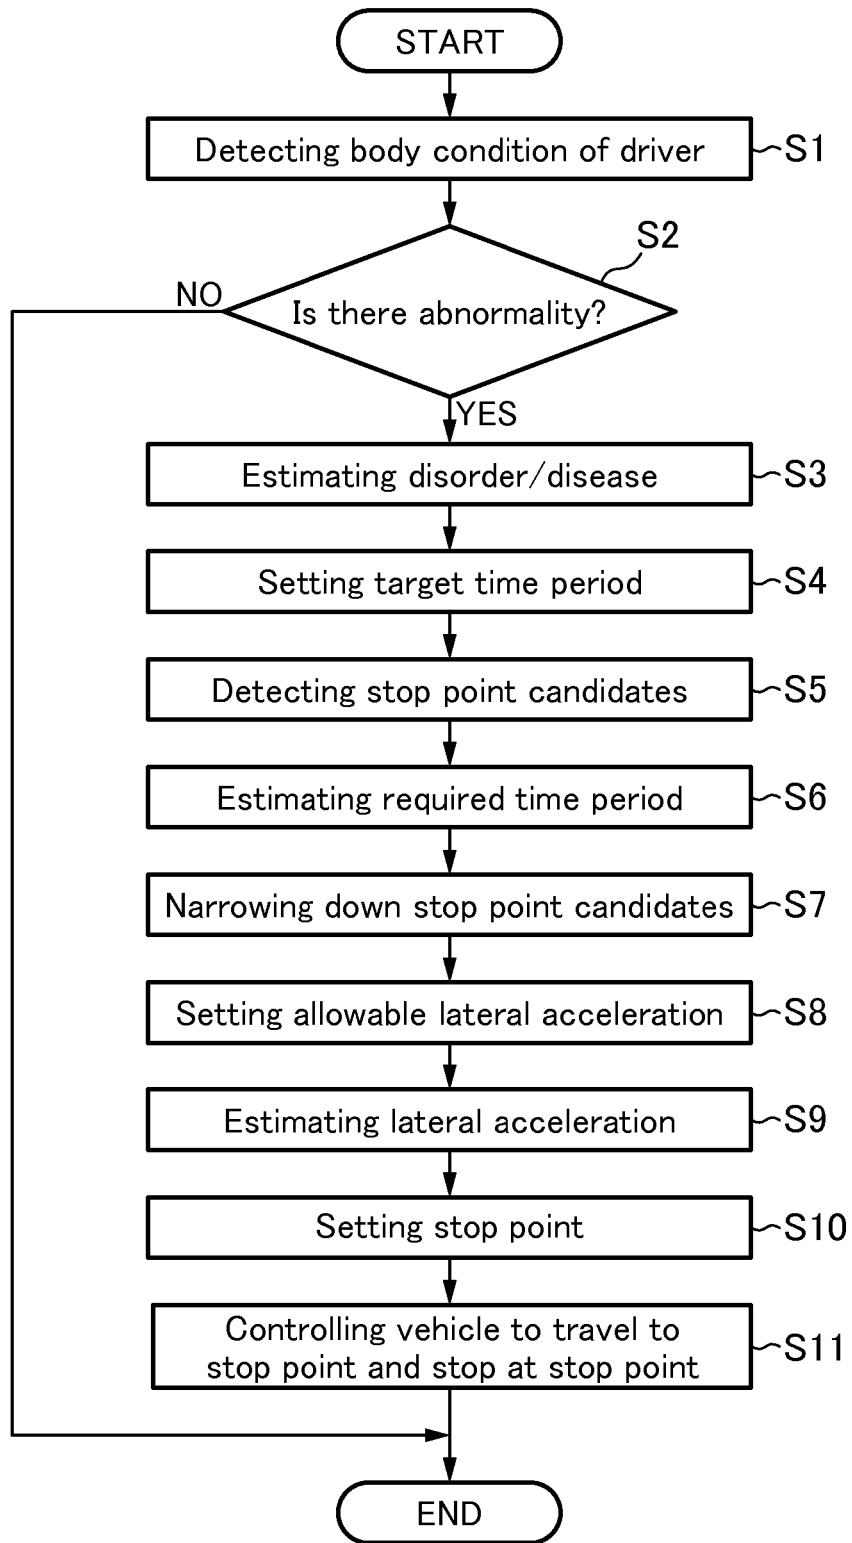 START
Detecting body condition of driver
S1
S2
NO
Is there abnormality?
YES
Estimating disorder/disease
S3
Setting target time period
S4
Detecting stop point candidates
S5
Estimating required time period
S6
Narrowing down stop point candidates
S7
Setting allowable lateral acceleration
S8
Estimating lateral acceleration
S9
Setting stop point
S10
Controlling vehicle to travel to
stop point and stop at stop point
S11
END